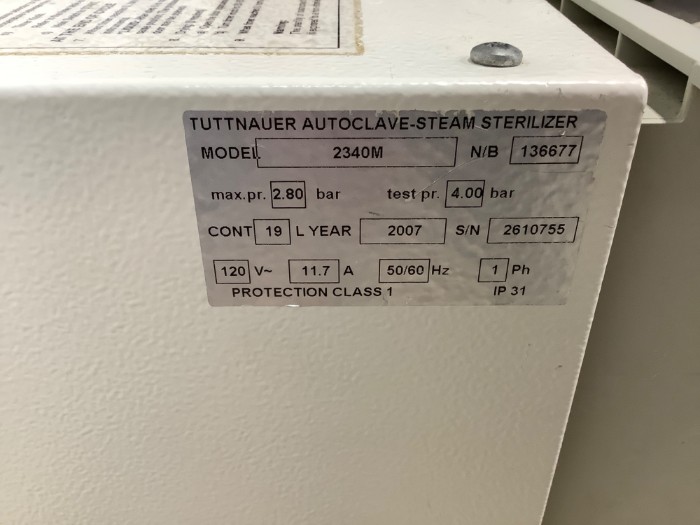 TUTTNAUER AUTOCLAVE-STEAM STERILIZER
MODEL 2340M N/B 136677
max.pr. 2.80 bar test pr. 4.00 bar
CONT 19 L YEAR 2007 S/N 2610755
120 V~ 11.7 A 50/60 Hz 1 Ph
PROTECTION CLASS 1 IP 31